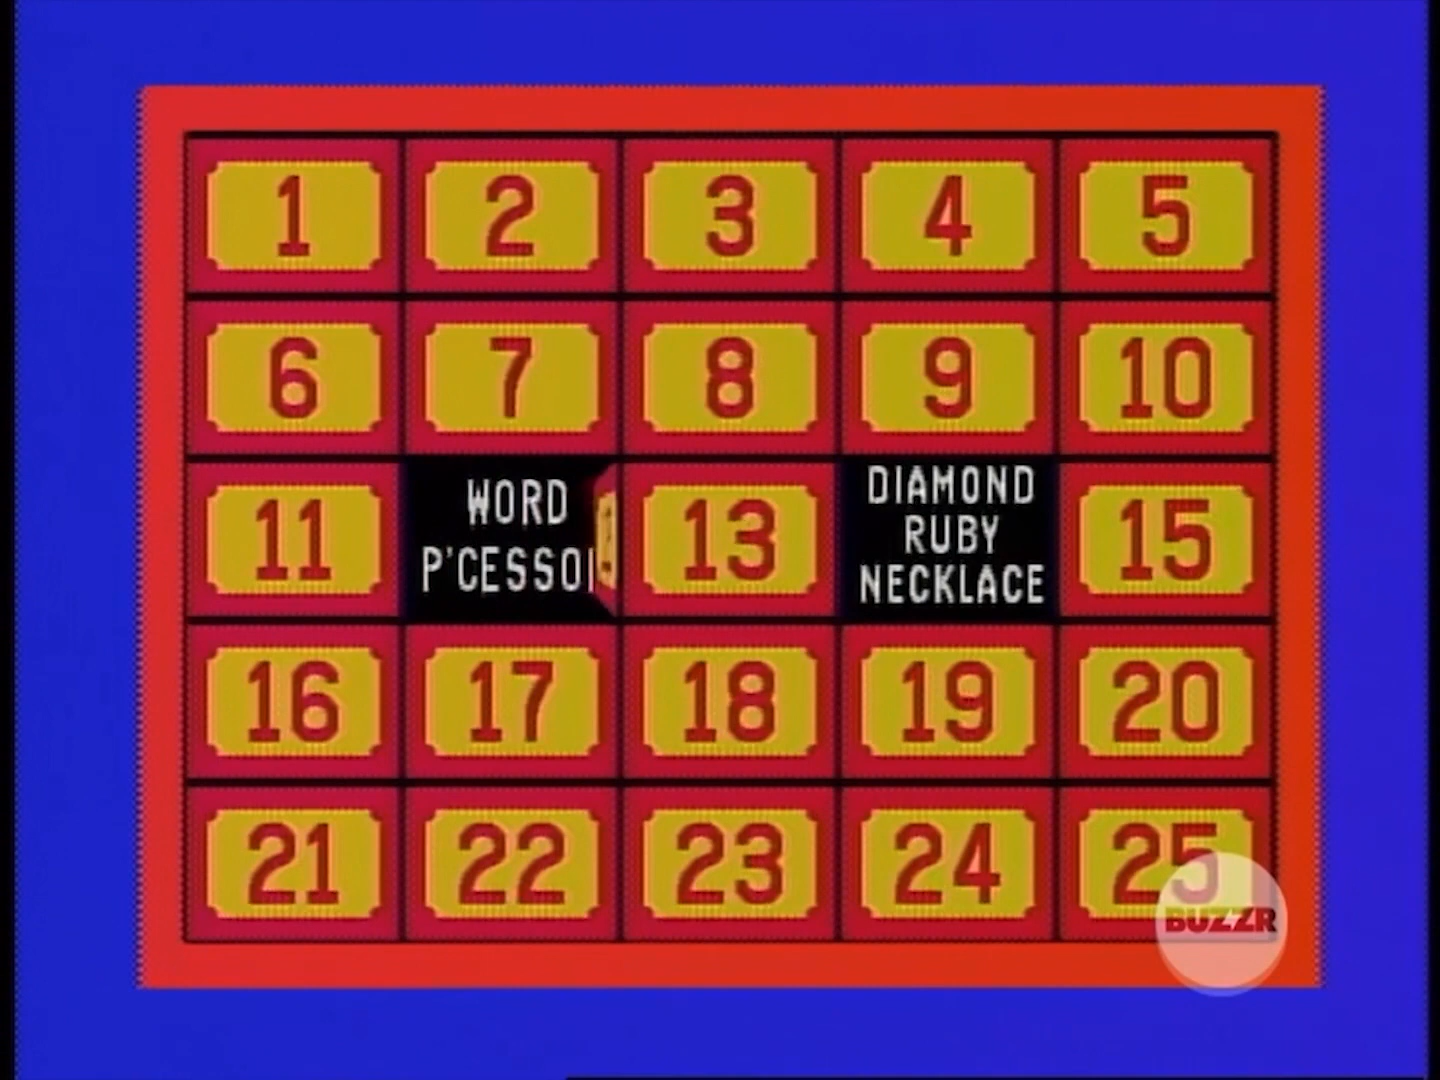 1 2 3 4 5
6 7 8 9 10
11
WORD
P'CESSO
13
DIAMOND
RUBY
NECKLACE
15
16 17 18 19 20
21 22 23 24 25
BUZZR